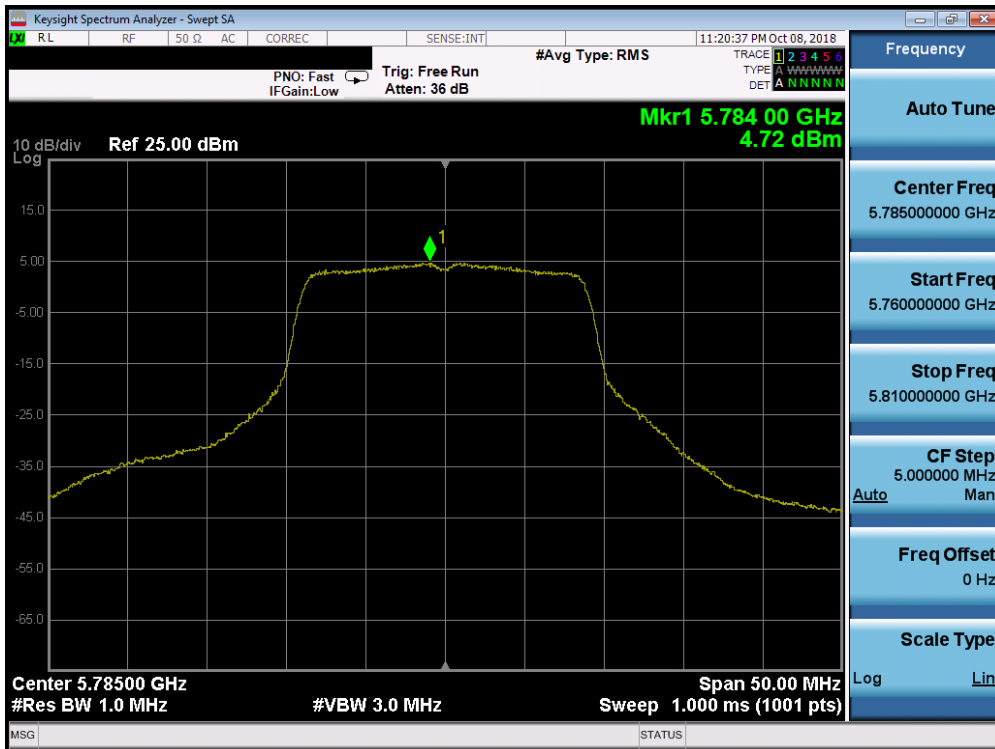 Keysight Spectrum Analyzer - Swept SA
LXI RL RF 50 Ω AC CORREC SENSE:INT 11:20:37 PM Oct 08, 2018
#Avg Type: RMS TRACE 1 2 3 4 5 6
PNO: Fast Trig: Free Run TYPE A WWWWW
IFGain:Low Atten: 36 dB DET A N N N N N
Mkr1 5.784 00 GHz
4.72 dBm
10 dB/div Ref 25.00 dBm
Log
15.0
1
5.00
-5.00
-15.0
-25.0
-35.0
-45.0
-55.0
-65.0
Center 5.78500 GHz Span 50.00 MHz
#Res BW 1.0 MHz #VBW 3.0 MHz Sweep 1.000 ms (1001 pts)
MSG STATUS
Frequency
Auto Tune
Center Freq
5.785000000 GHz
Start Freq
5.760000000 GHz
Stop Freq
5.810000000 GHz
CF Step
5.000000 MHz
Auto Man
Freq Offset
0 Hz
Scale Type
Log Lin